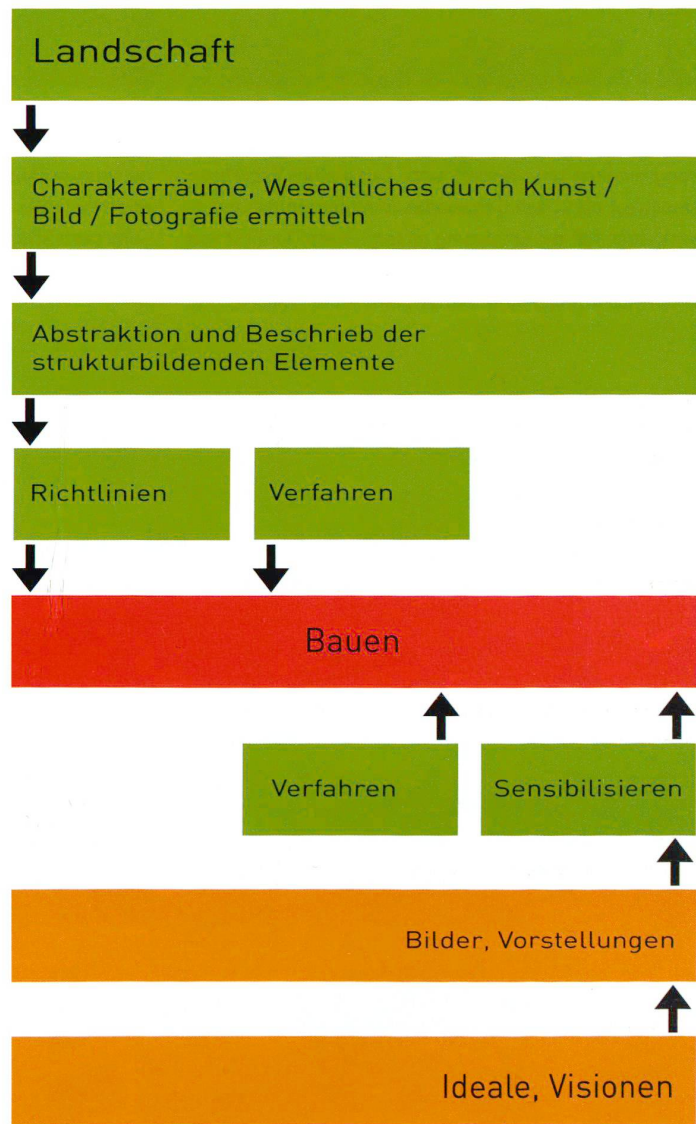 Landschaft
Charakterräume, Wesentliches durch Kunst /
Bild / Fotografie ermitteln
Abstraktion und Beschrieb der
strukturbildenden Elemente
Richtlinien
Verfahren
Bauen
Verfahren
Sensibilisieren
Bilder, Vorstellungen
Ideale, Visionen